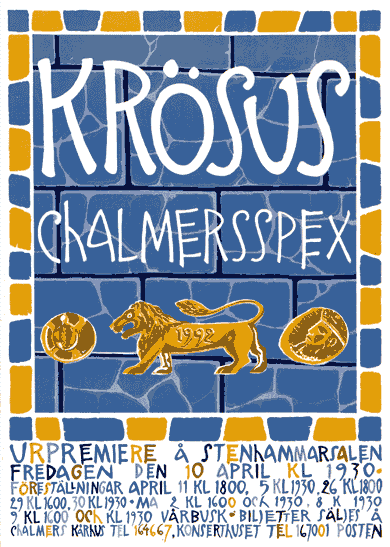 KRÖSUS
CHALMERSSPEX
1992
URPREMIERE Å STENHAMMARSALEN
FREDAGEN DEN 10 APRIL KL 1930.
FÖRESTÄLNINGAR APRIL 11 KL 1800, 5 KL 1930, 26 KL 1800
29 KL 1600, 30 KL 1930 · MAJ 2 KL 1600 OCH 1930. 8 KL 1930
9 KL 1600 OCH KL 1930 VÅRBUSK · BILJETTER SÄLJES Å
CHALMERS KÅRHUS TEL 164667, KONSERTHUSET TEL 167001 POSTEN